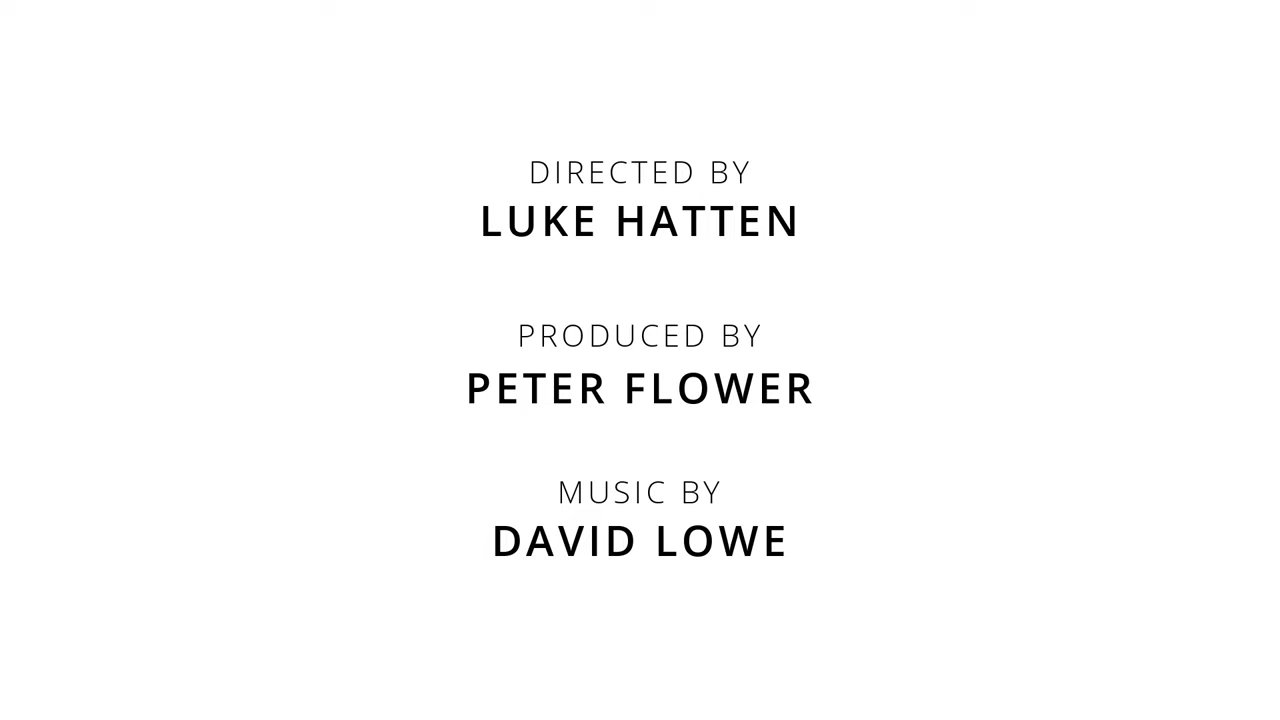 DIRECTED BY
LUKE HATTEN
PRODUCED BY
PETER FLOWER
MUSIC BY
DAVID LOWE